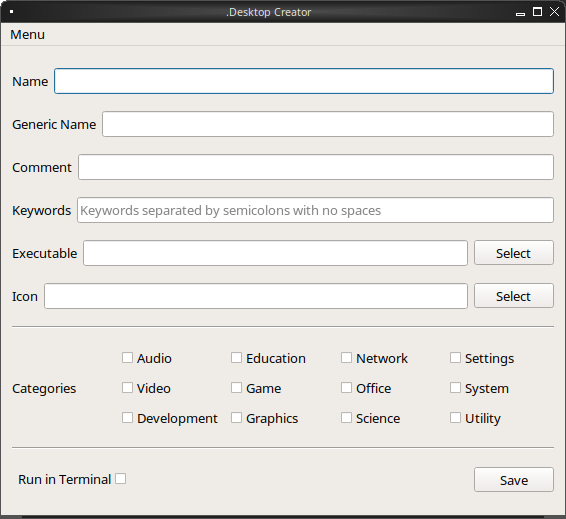 .Desktop Creator
Menu
Name
Generic Name
Comment
Keywords Keywords separated by semicolons with no spaces
Executable Select
Icon Select
Audio Education Network Settings
Categories Video Game Office System
Development Graphics Science Utility
Run in Terminal Save